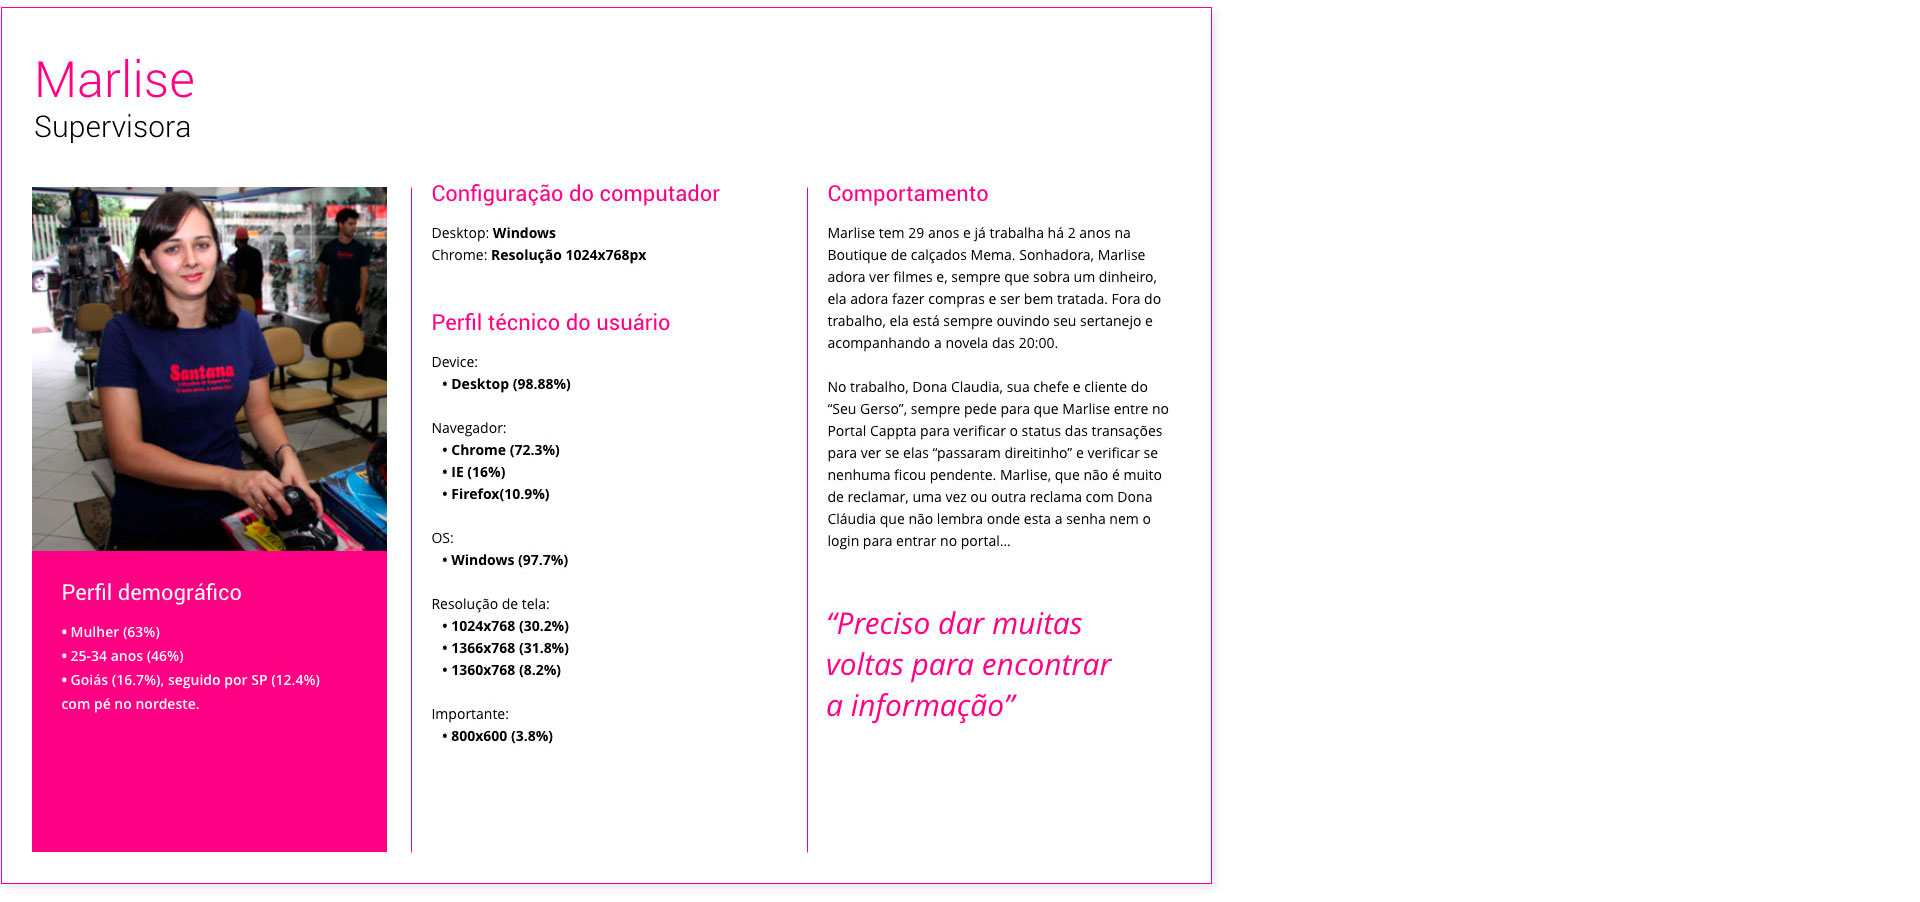 Marlise
Supervisora
Santana
Perfil demográfico
• Mulher (63%)
• 25-34 anos (46%)
• Goiás (16.7%), seguido por SP (12.4%)
com pé no nordeste.
Configuração do computador
Desktop: Windows
Chrome: Resolução 1024x768px
Perfil técnico do usuário
Device:
• Desktop (98.88%)
Navegador:
• Chrome (72.3%)
• IE (16%)
• Firefox(10.9%)
OS:
• Windows (97.7%)
Resolução de tela:
• 1024x768 (30.2%)
• 1366x768 (31.8%)
• 1360x768 (8.2%)
Importante:
• 800x600 (3.8%)
Comportamento
Marlise tem 29 anos e já trabalha há 2 anos na
Boutique de calçados Mema. Sonhadora, Marlise
adora ver filmes e, sempre que sobra um dinheiro,
ela adora fazer compras e ser bem tratada. Fora do
trabalho, ela está sempre ouvindo seu sertanejo e
acompanhando a novela das 20:00.
No trabalho, Dona Claudia, sua chefe e cliente do
“Seu Gerso”, sempre pede para que Marlise entre no
Portal Cappta para verificar o status das transações
para ver se elas “passaram direitinho” e verificar se
nenhuma ficou pendente. Marlise, que não é muito
de reclamar, uma vez ou outra reclama com Dona
Cláudia que não lembra onde esta a senha nem o
login para entrar no portal...
“Preciso dar muitas
voltas para encontrar
a informação”